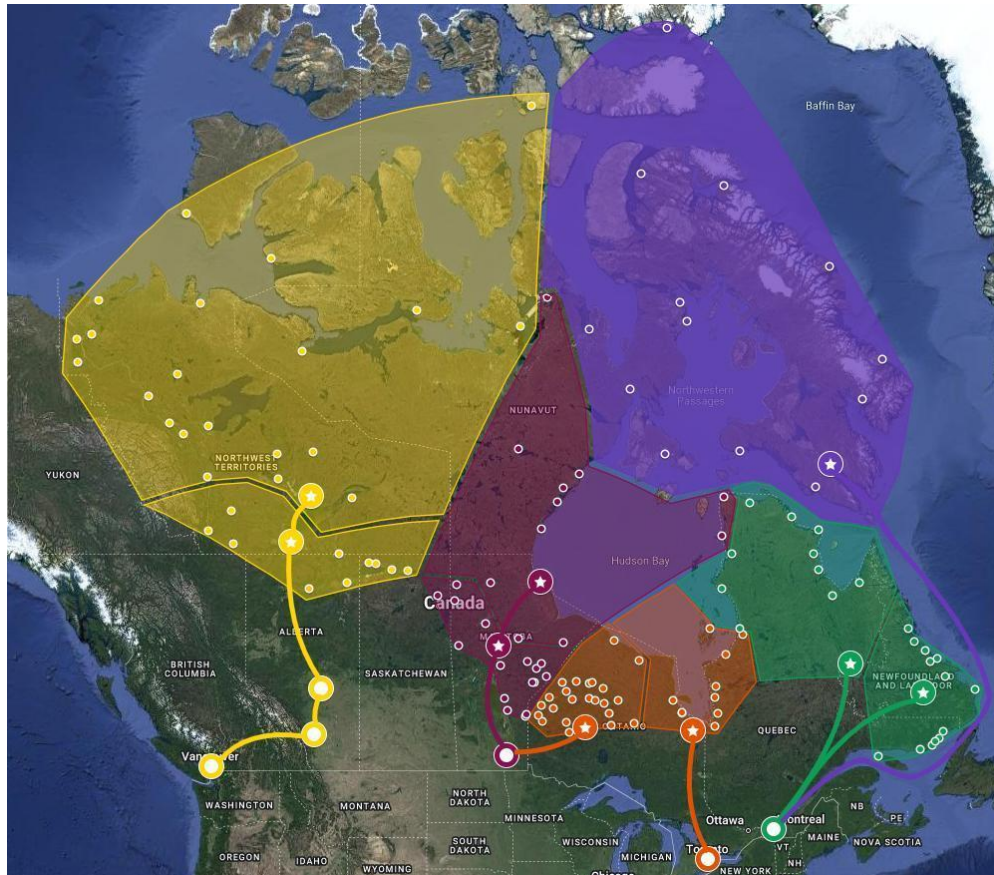 Baffin Bay
Northwestern
Passages
NUNAVUT
NORTHWEST
TERRITORIES
YUKON
Hudson Bay
Canada
ALBERTA
BRITISH
COLUMBIA
SASKATCHEWAN
NEWFOUNDLAND
AND LABRADOR
ONTARIO
QUEBEC
Vancouver
WASHINGTON
MONTANA
NORTH
DAKOTA
MINNESOTA
Ottawa
Montreal
NB
PE
MAINE
NOVA SCOTIA
OREGON
IDAHO
SOUTH
DAKOTA
WISCONSIN
MICHIGAN
Toronto
VT
NH
WYOMING
NEW YORK